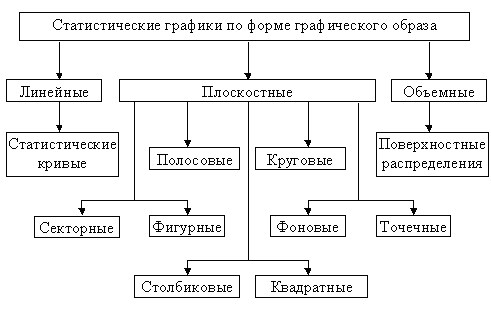 Статистические графики по форме графического образа
Линейные
Плоскостные
Объемные
Статистические
кривые
Полосовые
Круговые
Поверхностные
распределения
Секторные
Фигурные
Фоновые
Точечные
Столбиковые
Квадратные